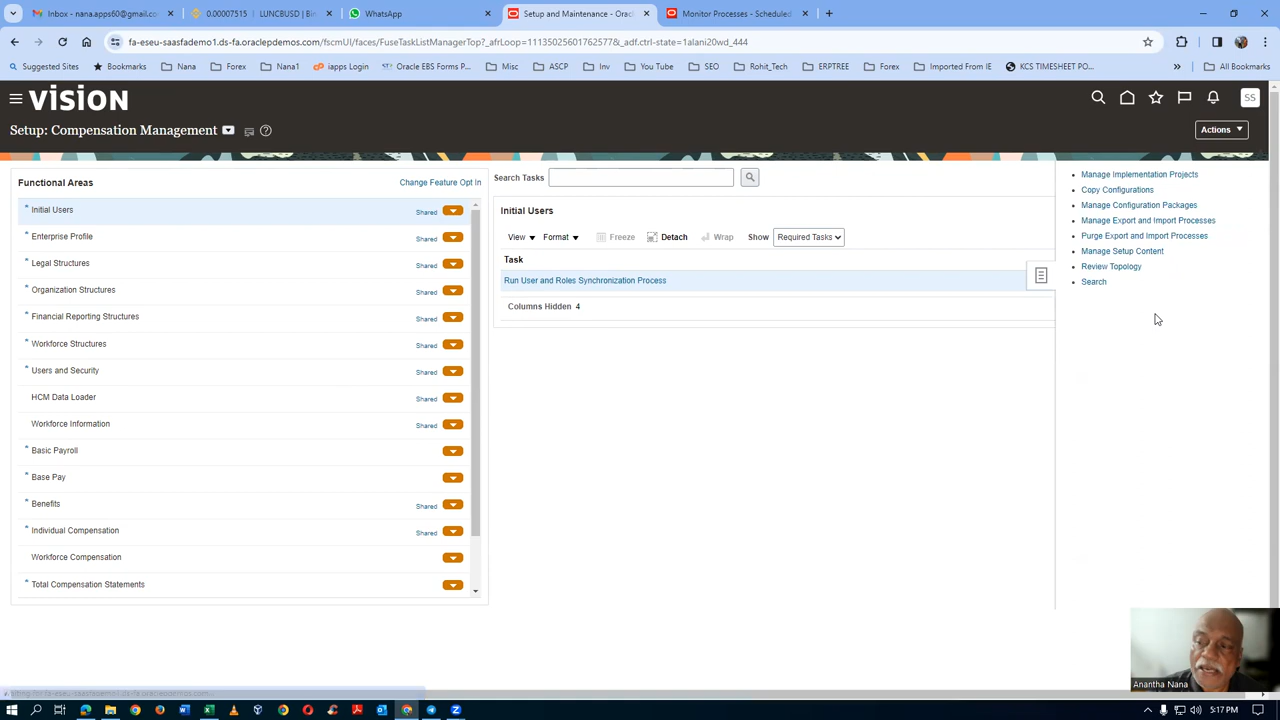 Inbox - nana.apps60@gmail.co
0.00007515 | LUNCBUSD | Bi
WhatsApp
Setup and Maintenance - Orac
Monitor Processes - Scheduled
fa-eseu-saasfademo1.ds-fa.oraclepdemos.com/fscmUI/faces/FuseTaskListManagerTop?_afrLoop=11135025601762577&_adf.ctrl-state=1alani20wd_444
Suggested Sites
Bookmarks
Nana
Forex
Nana1
iapps Login
Oracle EBS Forms P...
Misc
ASCP
Inv
You Tube
SEO
Rohit_Tech
ERPTREE
Forex
Imported From IE
KCS TIMESHEET PO...
All Bookmarks
VISION
SS
Setup: Compensation Management
Actions
Functional Areas
Change Feature Opt In
* Initial Users Shared
* Enterprise Profile Shared
* Legal Structures Shared
* Organization Structures Shared
* Financial Reporting Structures Shared
* Workforce Structures Shared
* Users and Security Shared
HCM Data Loader Shared
* Workforce Information Shared
* Basic Payroll
* Base Pay
* Benefits Shared
* Individual Compensation Shared
Workforce Compensation
* Total Compensation Statements
Search Tasks
Initial Users
View Format Freeze Detach Wrap Show Required Tasks
Task
Run User and Roles Synchronization Process
Columns Hidden 4
Manage Implementation Projects
Copy Configurations
Manage Configuration Packages
Manage Export and Import Processes
Purge Export and Import Processes
Manage Setup Content
Review Topology
Search
Anantha Nana
5:17 PM